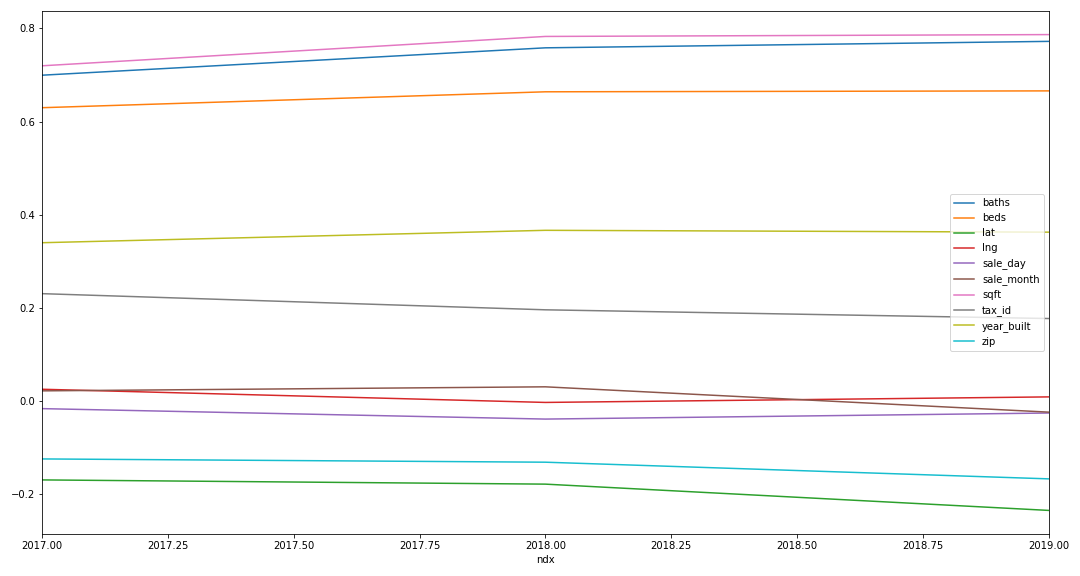 0.8
0.6
0.4
0.2
0.0
−0.2
baths
beds
lat
lng
sale_day
sale_month
sqft
tax_id
year_built
zip
2017.00 2017.25 2017.50 2017.75 2018.00 2018.25 2018.50 2018.75 2019.00
ndx